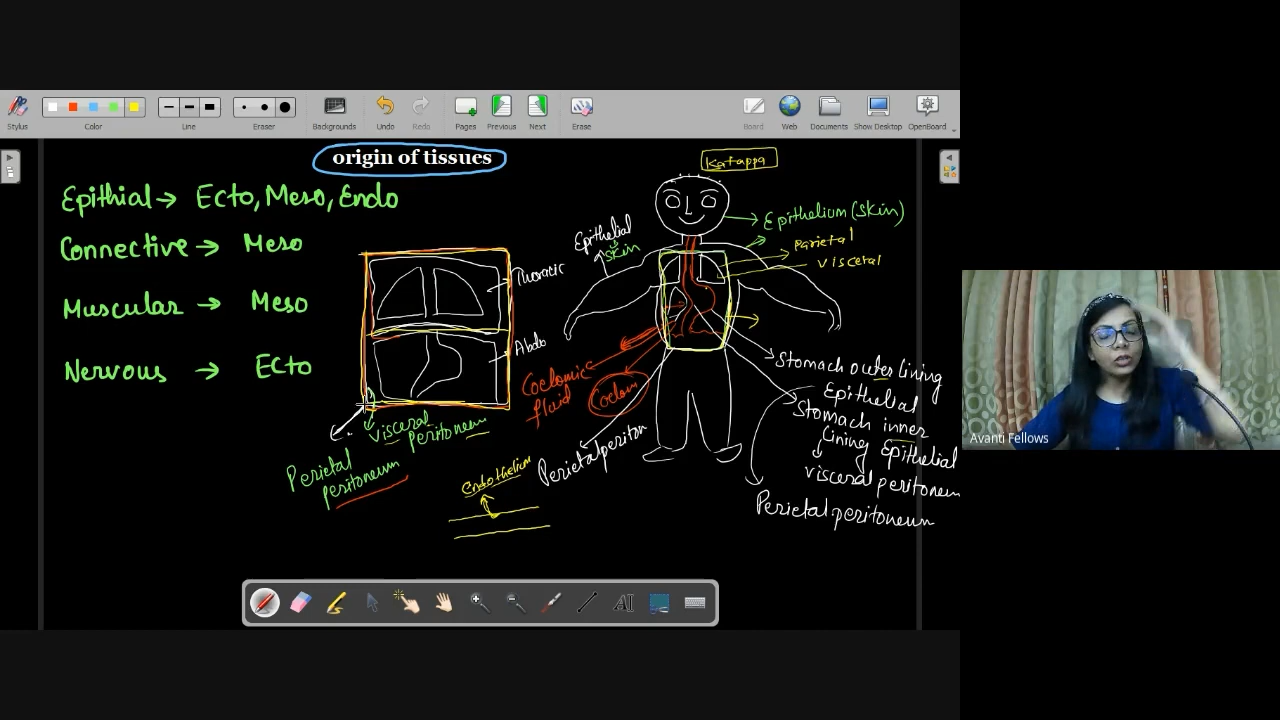 Stylus
Color
Line
Eraser
Backgrounds
Undo
Redo
Pages
Previous
Next
Erase
Board
Web
Documents
Show Desktop
OpenBoard
origin of tissues
Katappa
Epithial → Ecto, Meso, Endo
Connective → Meso
Muscular → Meso
Nervous → Ecto
Thoracic
Abdo
Visceral
Peritoneum
Perietal
peritoneum
Endothelium
Epithelial
skin
Epithelium (skin)
Parietal
visceral
Coelomic
fluid
Coelom
Perietal periton
Stomach outer lining
Epithelial
Stomach inner
lining Epithelial
visceral peritoneum
Perietal peritoneum
Avanti Fellows
AI